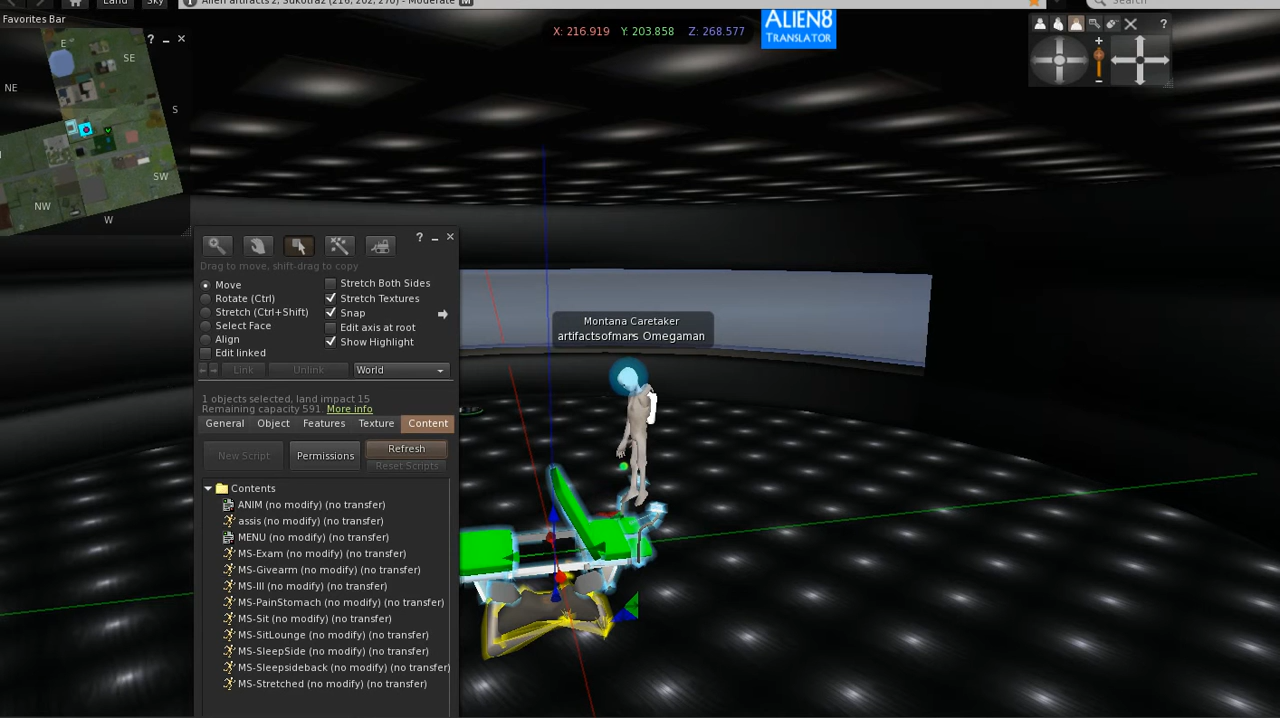 Land
Sky
Alien artifacts 2, Sukotraz (216, 202, 270) - Moderate M
Search
Favorites Bar
X: 216.919 Y: 203.858 Z: 268.577
ALIEN8
TRANSLATOR
?
?
E
SE
NE
S
SW
NW
W
?
Drag to move, shift-drag to copy
Move
Rotate (Ctrl)
Stretch (Ctrl+Shift)
Select Face
Align
Edit linked
Stretch Both Sides
Stretch Textures
Snap
Edit axis at root
Show Highlight
Link
Unlink
World
1 objects selected, land impact 15
Remaining capacity 591. More info
General Object Features Texture Content
New Script
Permissions
Refresh
Reset Scripts
Contents
ANIM (no modify) (no transfer)
assis (no modify) (no transfer)
MENU (no modify) (no transfer)
MS-Exam (no modify) (no transfer)
MS-Givearm (no modify) (no transfer)
MS-Ill (no modify) (no transfer)
MS-PainStomach (no modify) (no transfer)
MS-Sit (no modify) (no transfer)
MS-SitLounge (no modify) (no transfer)
MS-SleepSide (no modify) (no transfer)
MS-Sleepsideback (no modify) (no transfer)
MS-Stretched (no modify) (no transfer)
Montana Caretaker
artifactsofmars Omegaman